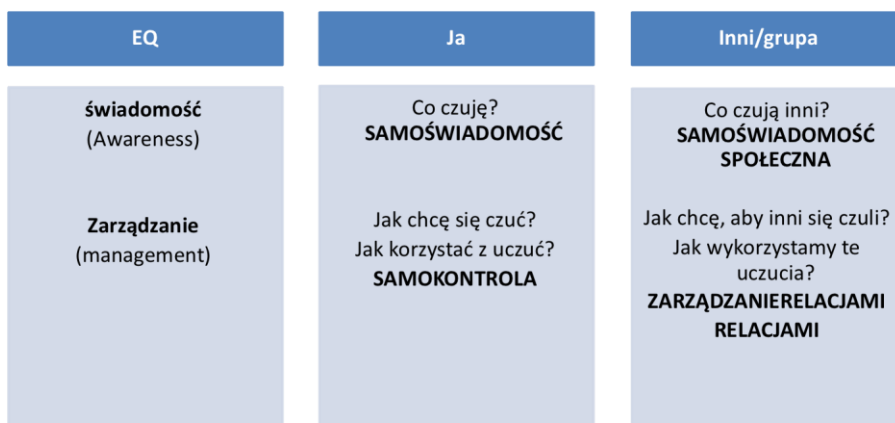 EQ
Ja
Inni/grupa
świadomość
(Awareness)
Zarządzanie
(management)
Co czuję?
SAMOŚWIADOMOŚĆ
Jak chcę się czuć?
Jak korzystać z uczuć?
SAMOKONTROLA
Co czują inni?
SAMOŚWIADOMOŚĆ
SPOŁECZNA
Jak chcę, aby inni się czuli?
Jak wykorzystamy te
uczucia?
ZARZĄDZANIERELACJAMI
RELACJAMI